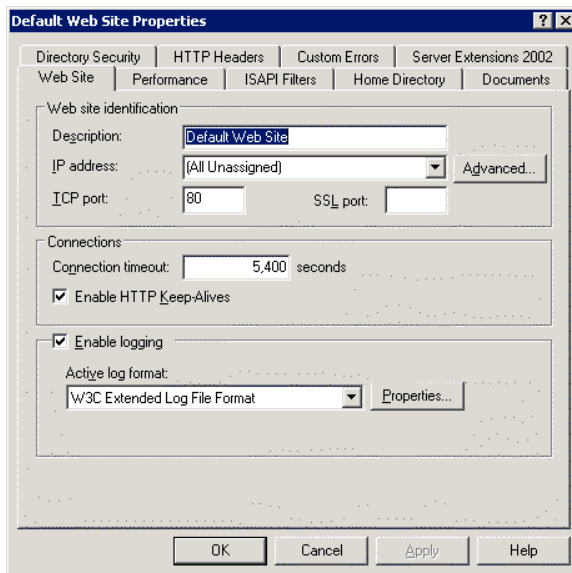 Default Web Site Properties
Directory Security HTTP Headers Custom Errors Server Extensions 2002
Web Site Performance ISAPI Filters Home Directory Documents
Web site identification
Description: Default Web Site
IP address: (All Unassigned) Advanced...
TCP port: 80 SSL port:
Connections
Connection timeout: 5,400 seconds
Enable HTTP Keep-Alives
Enable logging
Active log format:
W3C Extended Log File Format Properties...
OK Cancel Apply Help